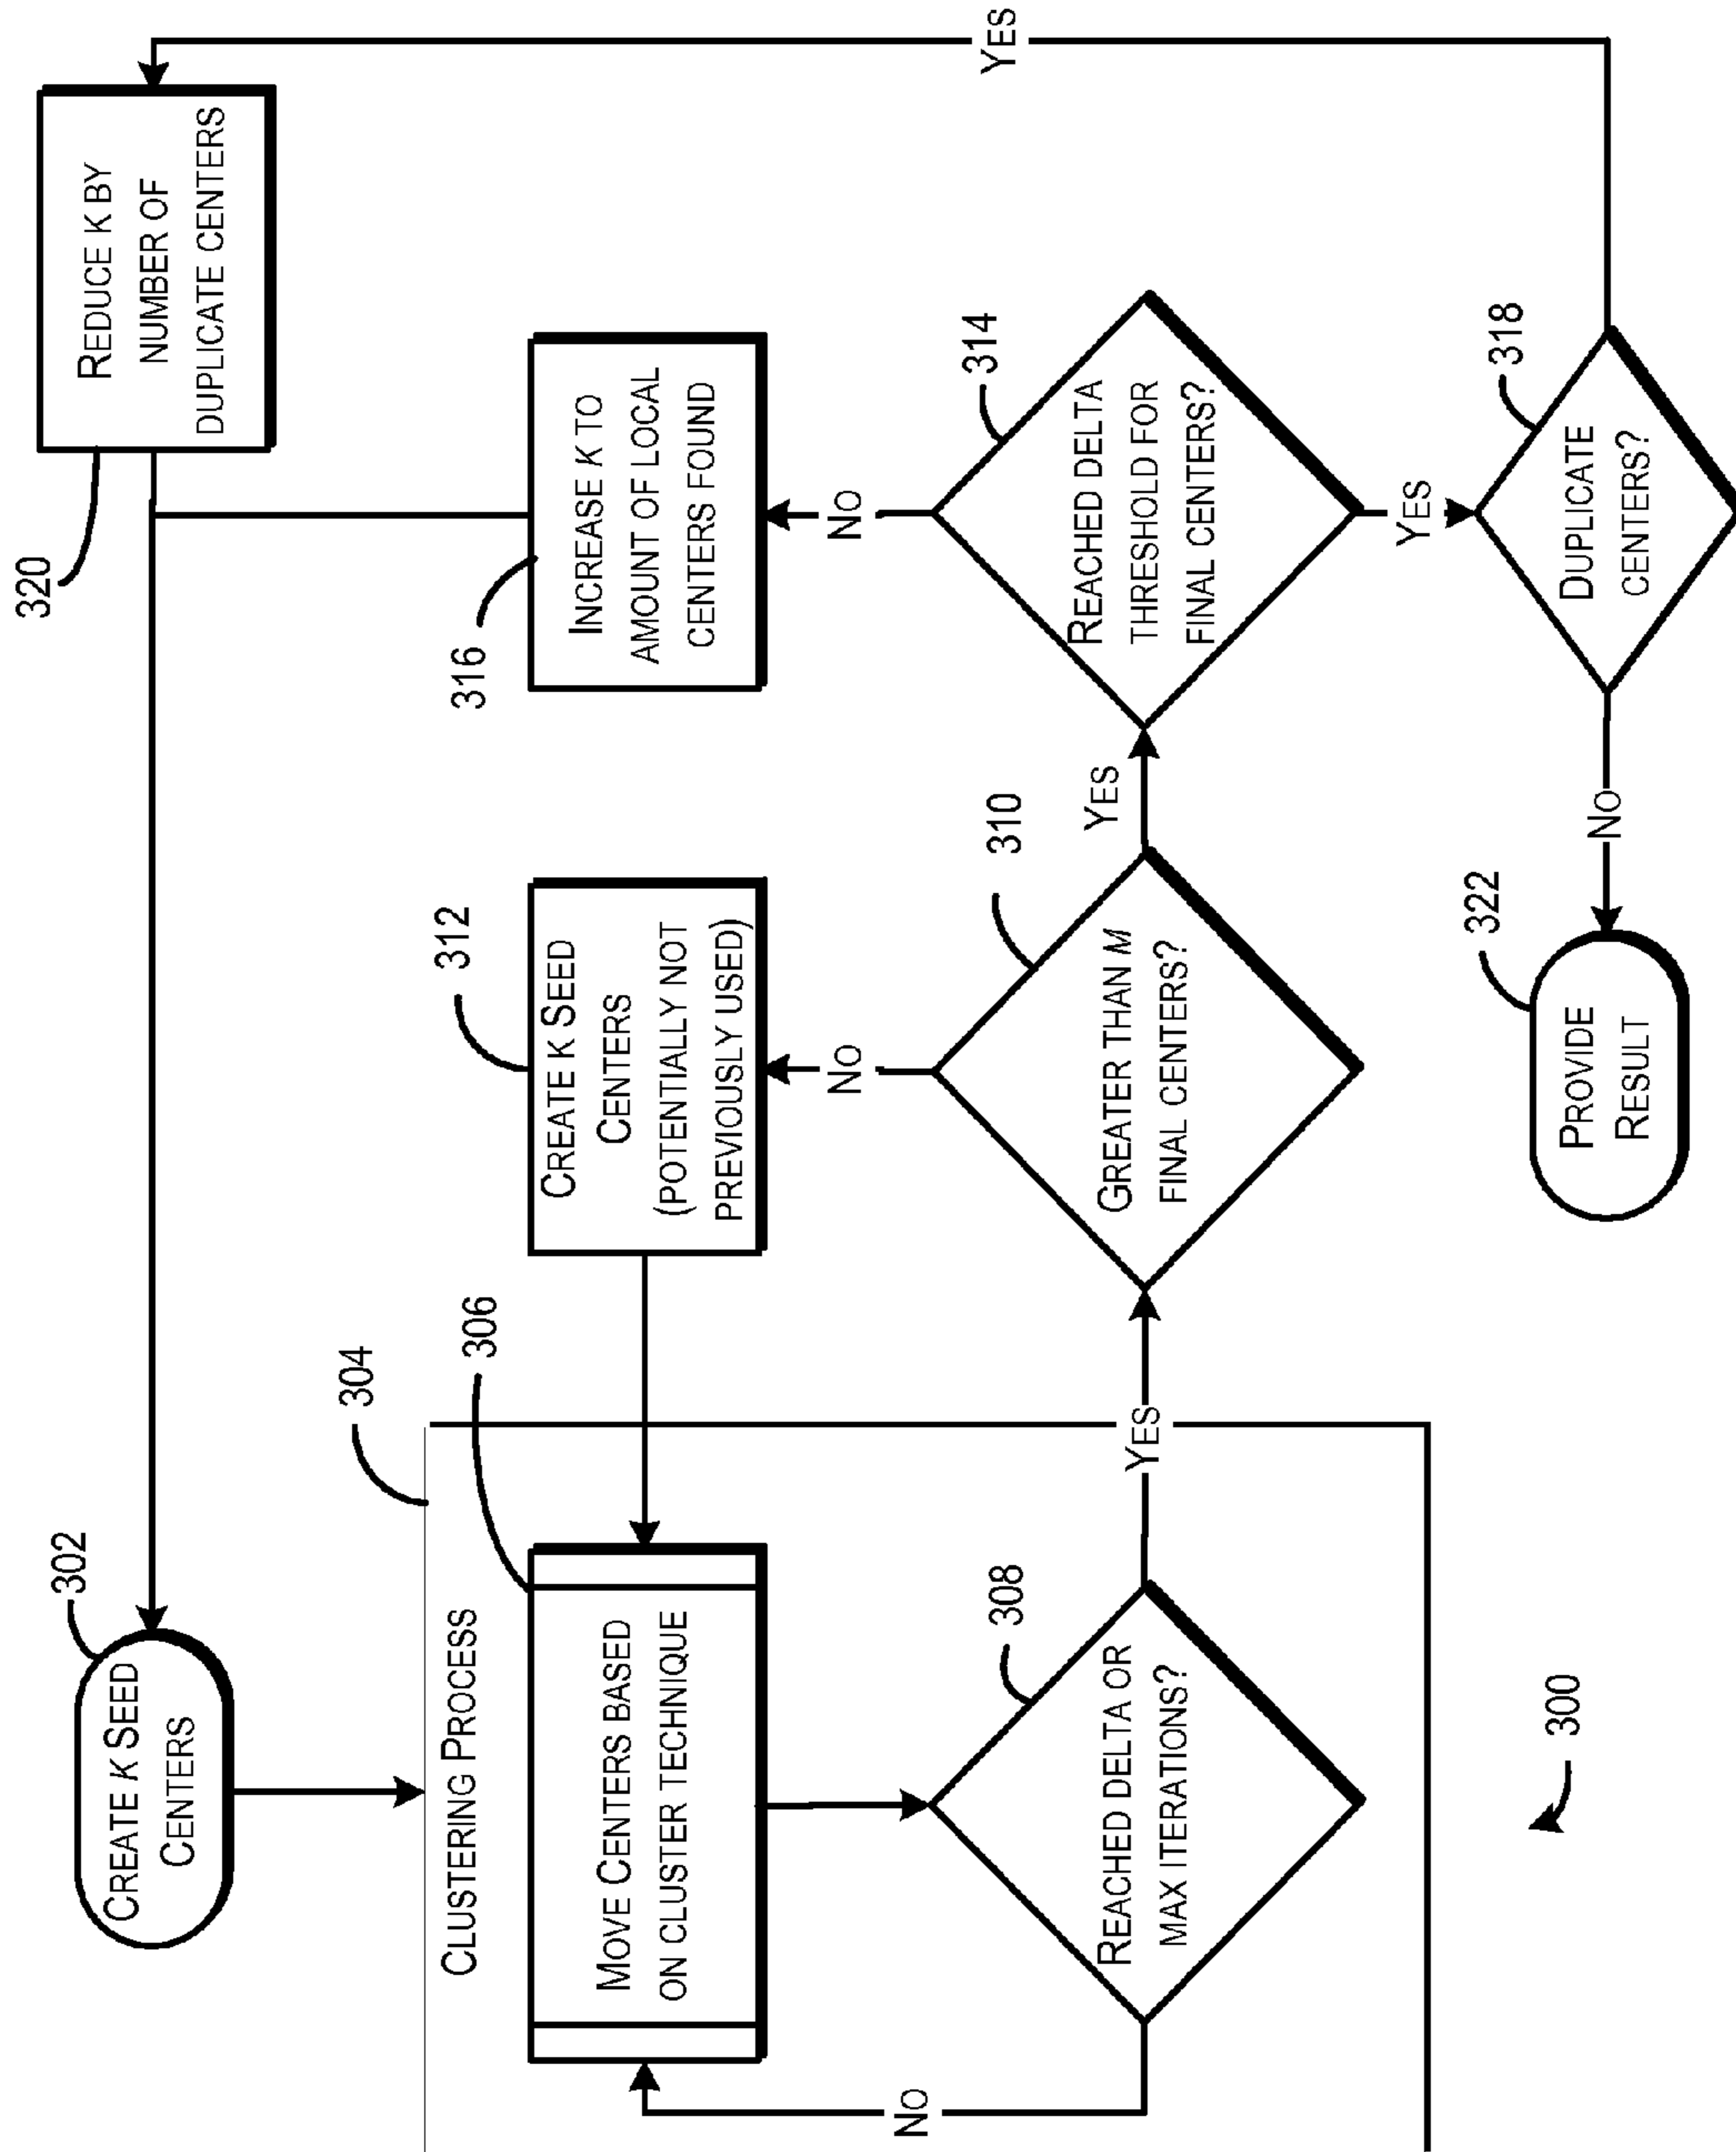 302
CREATE K SEED
CENTERS
304
CLUSTERING PROCESS
306
MOVE CENTERS BASED
ON CLUSTER TECHNIQUE
308
REACHED DELTA OR
MAX ITERATIONS?
NO
YES
310
GREATER THAN M
FINAL CENTERS?
NO
312
CREATE K SEED
CENTERS
(POTENTIALLY NOT
PREVIOUSLY USED)
YES
314
REACHED DELTA
THRESHOLD FOR
FINAL CENTERS?
NO
316
INCREASE K TO
AMOUNT OF LOCAL
CENTERS FOUND
YES
318
DUPLICATE
CENTERS?
YES
320
REDUCE K BY
NUMBER OF
DUPLICATE CENTERS
NO
322
PROVIDE
RESULT
300